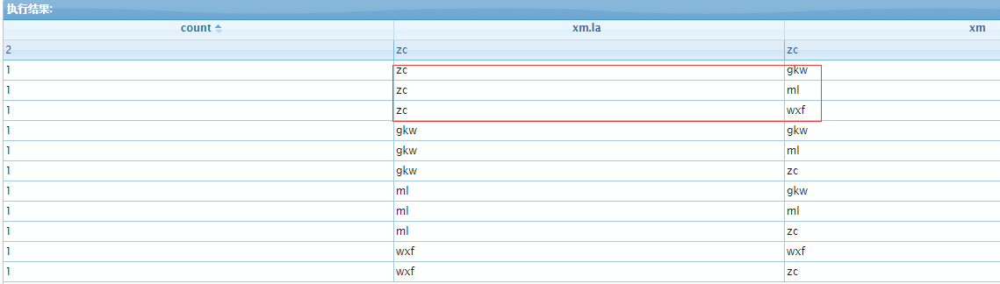 执行结果:
count xm.la xm
2 zc zc
1 zc gkw
1 zc ml
1 zc wxf
1 gkw gkw
1 gkw ml
1 gkw zc
1 ml gkw
1 ml ml
1 ml zc
1 wxf wxf
1 wxf zc